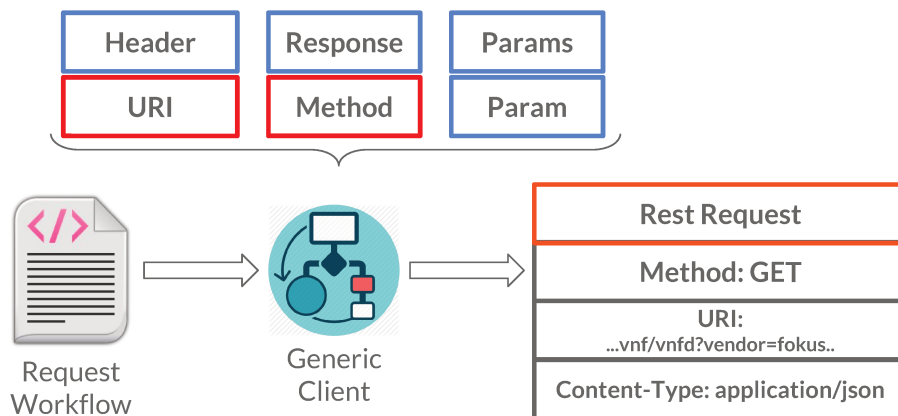 Header
Response
Params
URI
Method
Param
</>
Request
Workflow
Generic
Client
Rest Request
Method: GET
URI:
...vnf/vnfd?vendor=fokus..
Content-Type: application/json